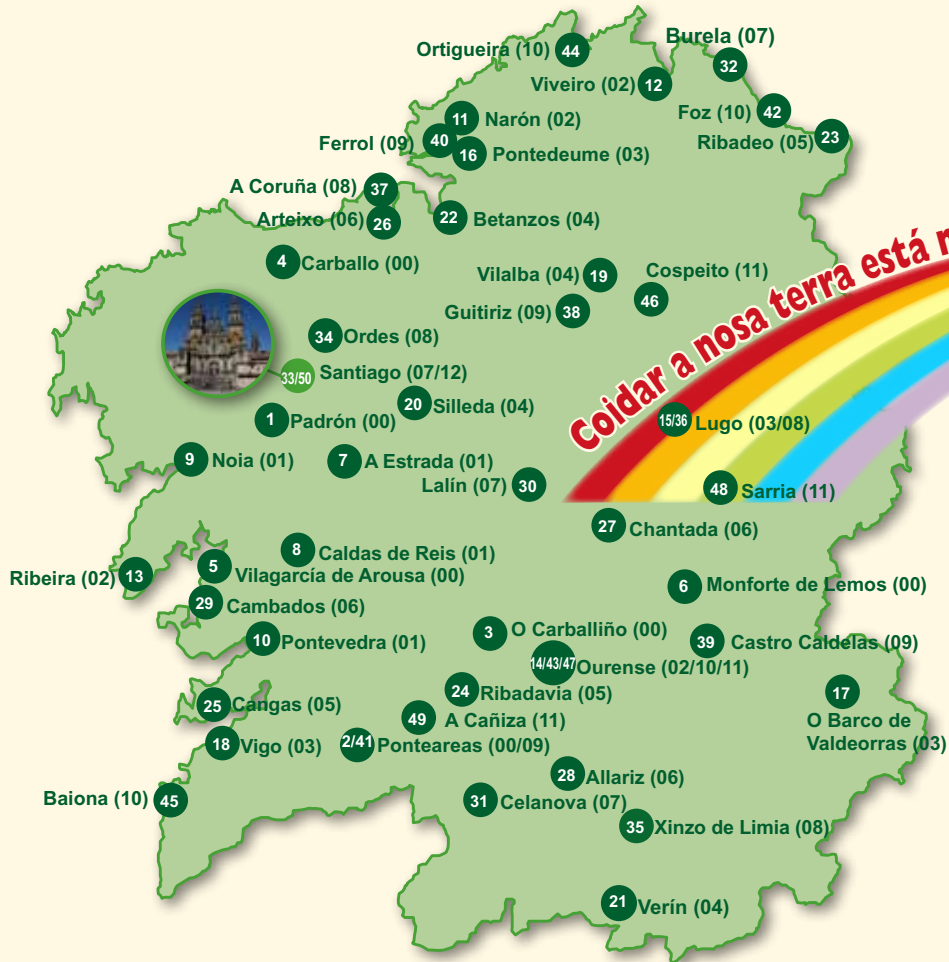 Ortigueira (10) 44
Burela (07)
32
Viveiro (02) 12
Foz (10) 42
Ribadeo (05) 23
11 Narón (02)
Ferrol (09) 40
16 Pontedeume (03)
A Coruña (08) 37
Arteixo (06) 26
22 Betanzos (04)
4 Carballo (00)
Vilalba (04) 19
Cospeito (11)
46
Guitiriz (09) 38
Coidar a nosa terra está
34 Ordes (08)
33/50 Santiago (07/12)
20 Silleda (04)
1 Padrón (00)
15/36 Lugo (03/08)
9 Noia (01)
7 A Estrada (01)
Lalín (07) 30
48 Sarria (11)
27 Chantada (06)
8 Caldas de Reis (01)
Ribeira (02) 13
5 Vilagarcía de Arousa (00)
6 Monforte de Lemos (00)
29 Cambados (06)
3 O Carballiño (00)
10 Pontevedra (01)
39 Castro Caldelas (09)
14/43/47 Ourense (02/10/11)
24 Ribadavia (05)
17
O Barco de
Valdeorras (03)
25 Cangas (05)
49 A Cañiza (11)
18 Vigo (03)
2/41 Ponteareas (00/09)
28 Allariz (06)
Baiona (10) 45
31 Celanova (07)
35 Xinzo de Limia (08)
21 Verín (04)